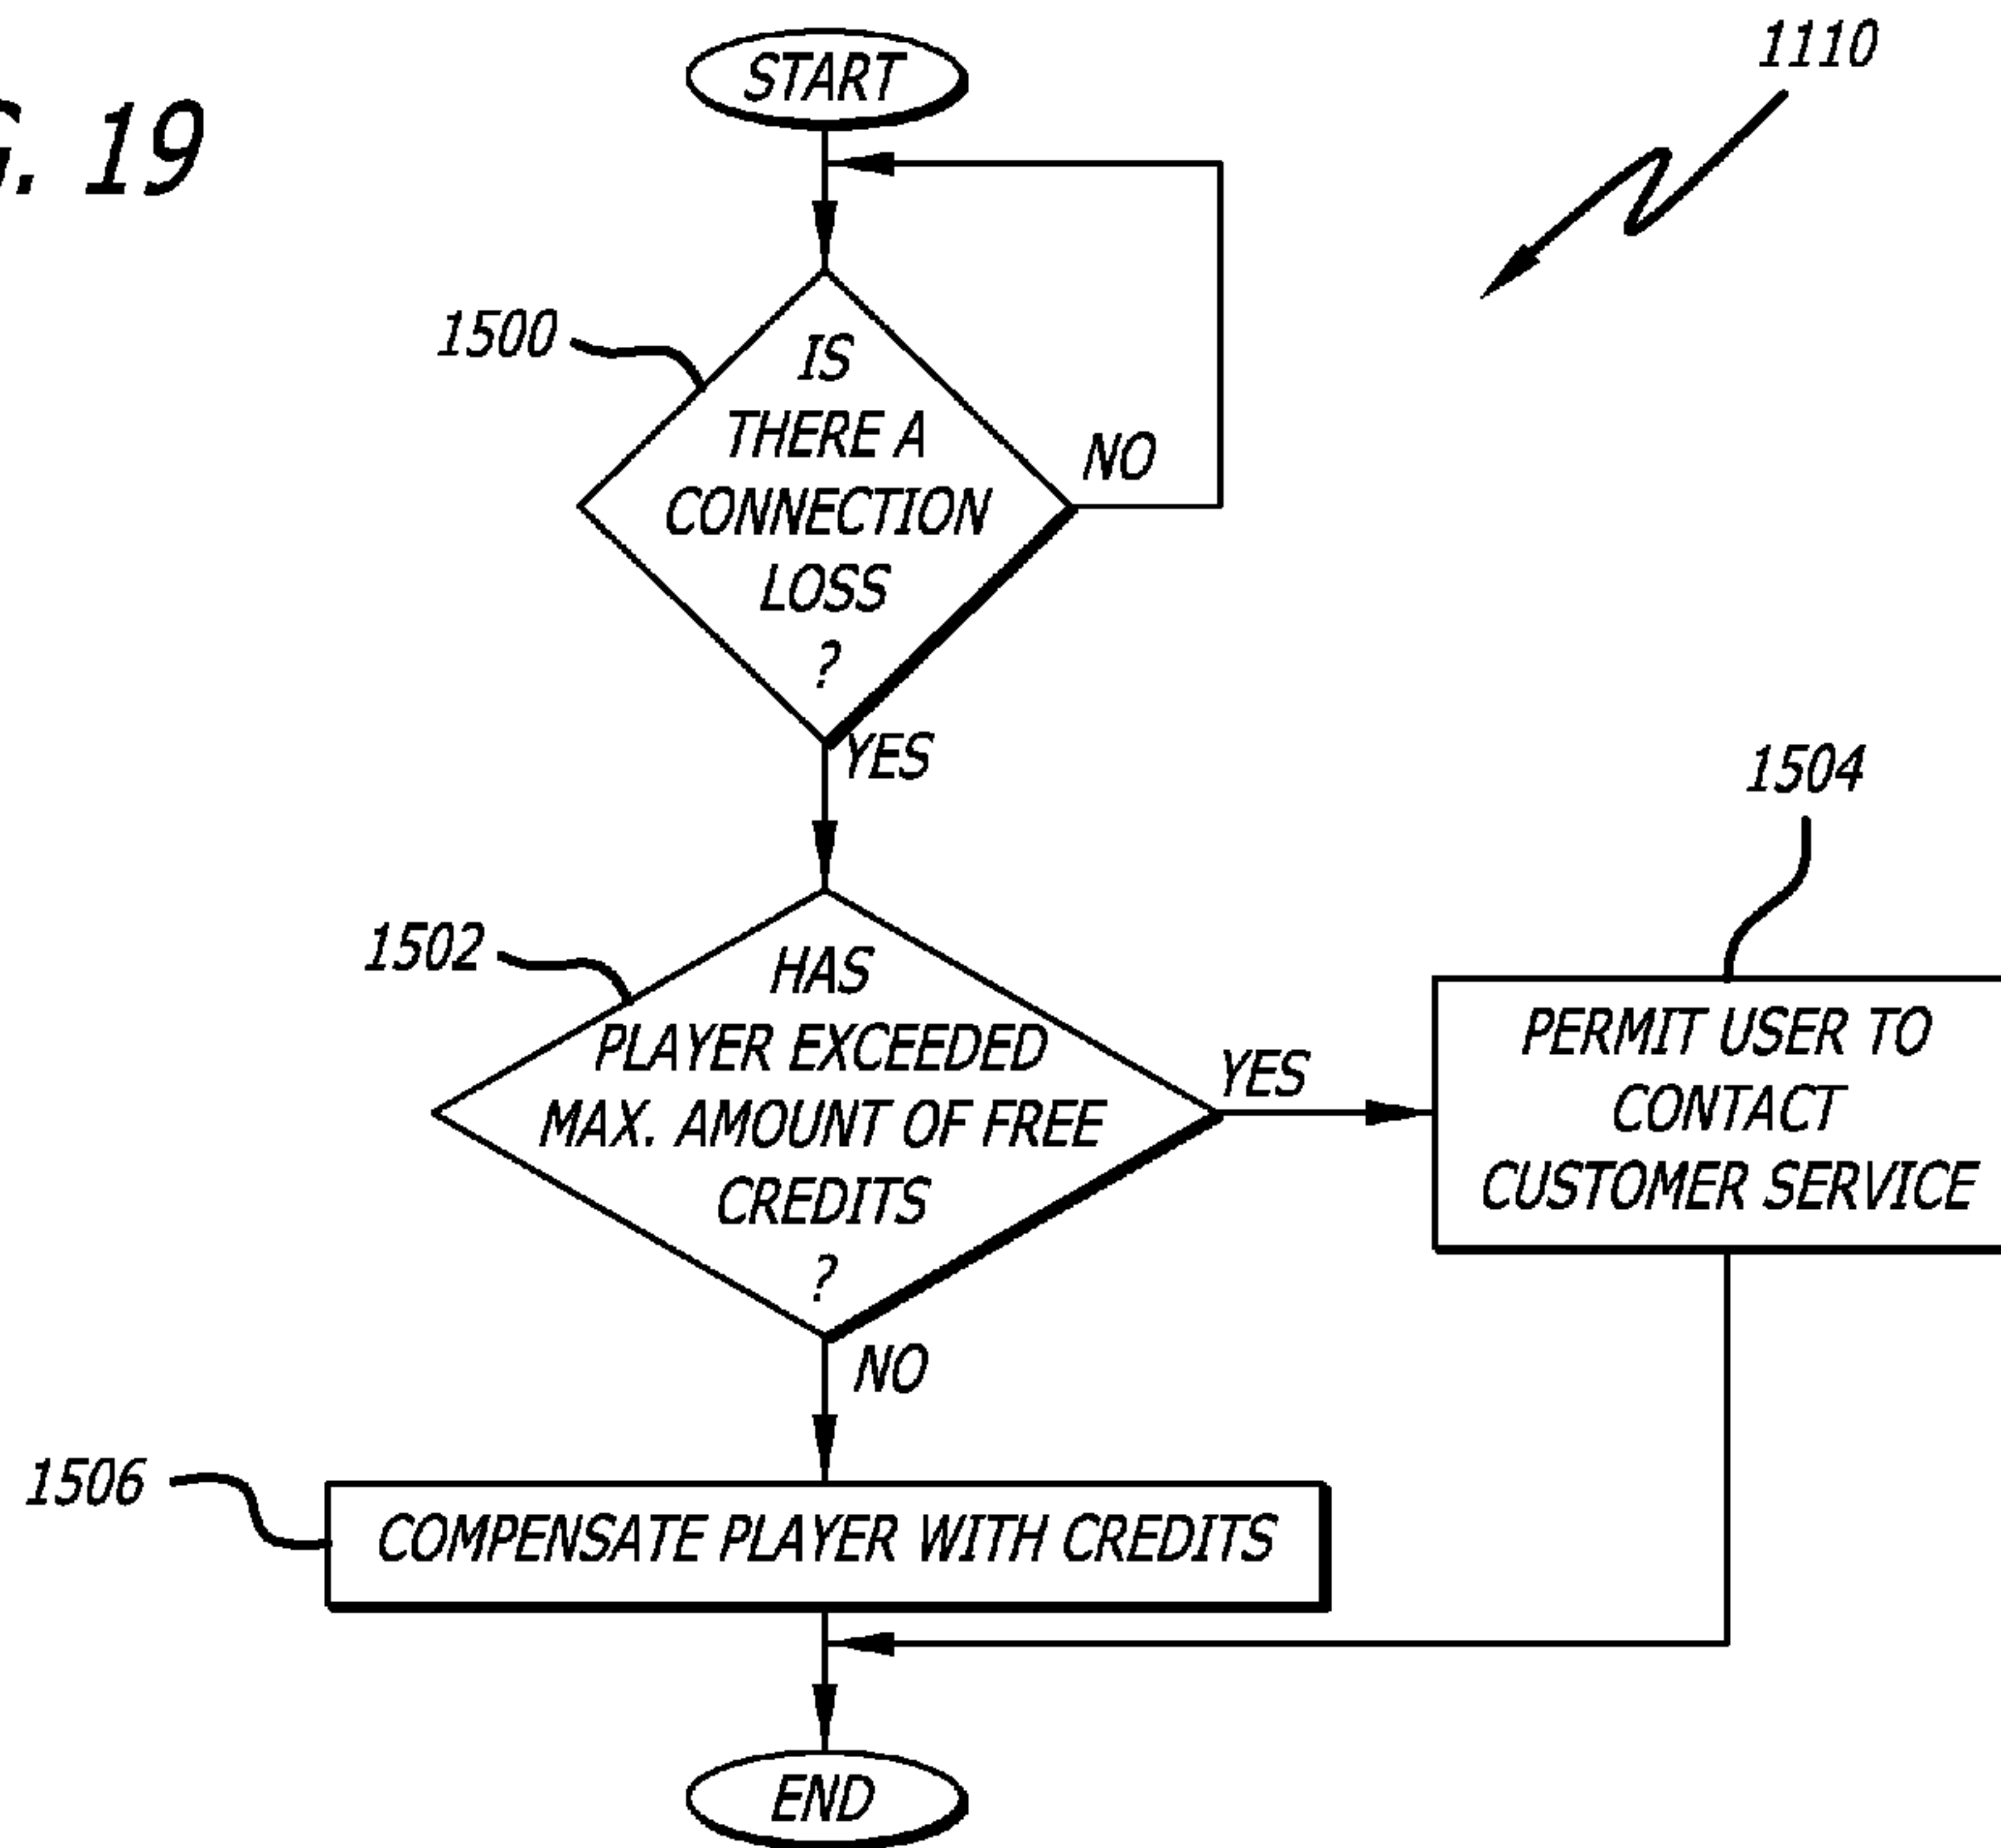 G. 19
START
1110
1500
IS
THERE A
CONNECTION
LOSS
?
NO
YES
1502
HAS
PLAYER EXCEEDED
MAX. AMOUNT OF FREE
CREDITS
?
YES
1504
PERMIT USER TO
CONTACT
CUSTOMER SERVICE
NO
1506
COMPENSATE PLAYER WITH CREDITS
END